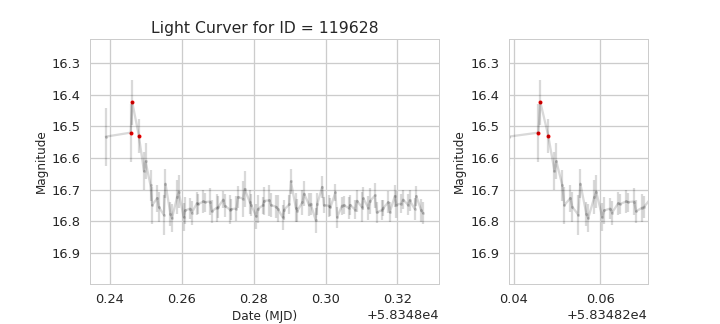 Light Curver for ID = 119628
Magnitude
16.3
16.4
16.5
16.6
16.7
16.8
16.9
0.24 0.26 0.28 0.30 0.32
Date (MJD)
+5.8348e4
Magnitude
16.3
16.4
16.5
16.6
16.7
16.8
16.9
0.04 0.06
+5.83482e4